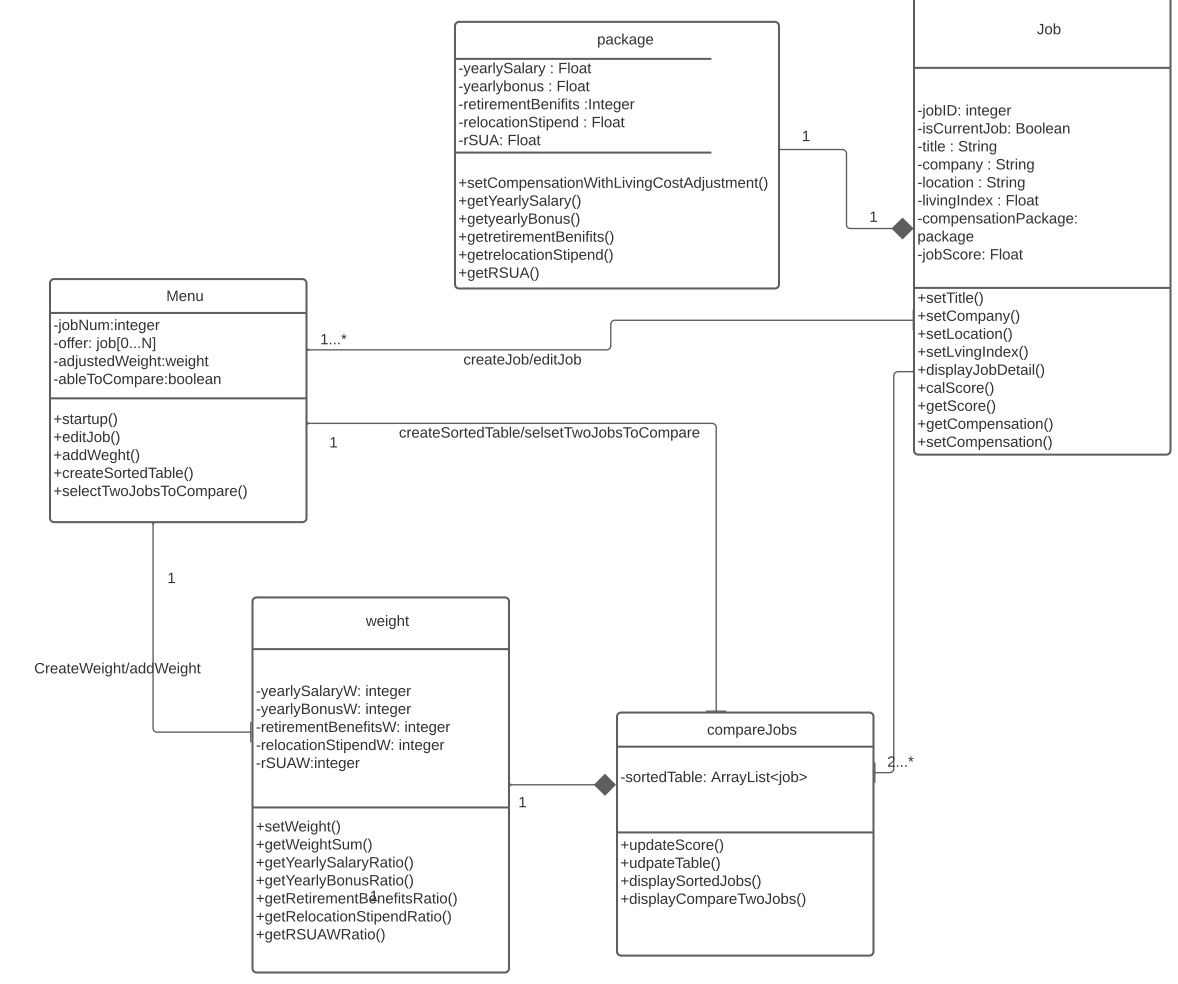 package
-yearlySalary : Float
-yearlybonus : Float
-retirementBenifits :Integer
-relocationStipend : Float
-rSUA: Float
+setCompensationWithLivingCostAdjustment()
+getYearlySalary()
+getyearlyBonus()
+getretirementBenifits()
+getrelocationStipend()
+getRSUA()
1
1
Job
-jobID: integer
-isCurrentJob: Boolean
-title : String
-company : String
-location : String
-livingIndex : Float
-compensationPackage:
package
-jobScore: Float
+setTitle()
+setCompany()
+setLocation()
+setLvingIndex()
+displayJobDetail()
+calScore()
+getScore()
+getCompensation()
+setCompensation()
Menu
-jobNum:integer
-offer: job[0...N]
-adjustedWeight:weight
-ableToCompare:boolean
+startup()
+editJob()
+addWeght()
+createSortedTable()
+selectTwoJobsToCompare()
1...*
createJob/editJob
createSortedTable/selsetTwoJobsToCompare
1
1
CreateWeight/addWeight
weight
-yearlySalaryW: integer
-yearlyBonusW: integer
-retirementBenefitsW: integer
-relocationStipendW: integer
-rSUAW:integer
+setWeight()
+getWeightSum()
+getYearlySalaryRatio()
+getYearlyBonusRatio()
+getRetirementBenefitsRatio()
1
+getRelocationStipendRatio()
+getRSUAWRatio()
1
compareJobs
-sortedTable: ArrayList<job>
+updateScore()
+udpateTable()
+displaySortedJobs()
+displayCompareTwoJobs()
2...*